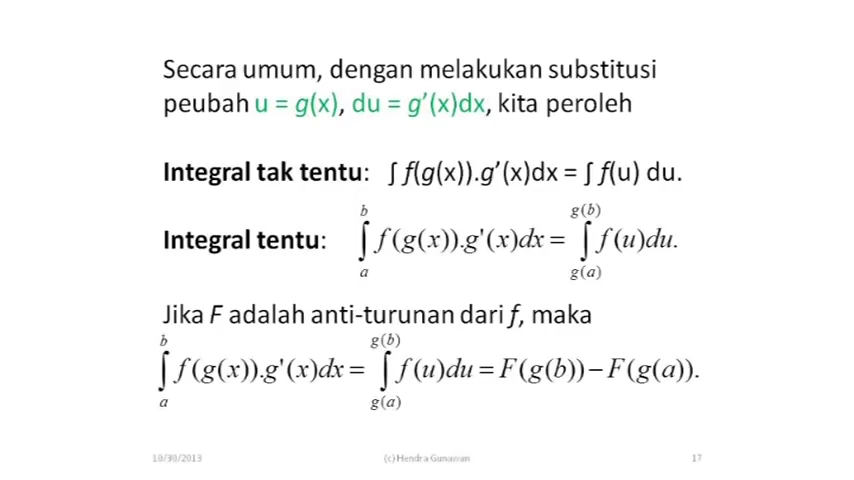 Secara umum, dengan melakukan substitusi
peubah u = g(x), du = g’(x)dx, kita peroleh
Integral tak tentu: ∫ f(g(x)).g’(x)dx = ∫ f(u) du.
Integral tentu: ∫_a^b f(g(x)).g'(x)dx = ∫_{g(a)}^{g(b)} f(u)du.
Jika F adalah anti-turunan dari f, maka
∫_a^b f(g(x)).g'(x)dx = ∫_{g(a)}^{g(b)} f(u)du = F(g(b)) − F(g(a)).
10/30/2013 (c) Hendra Gunawan 17